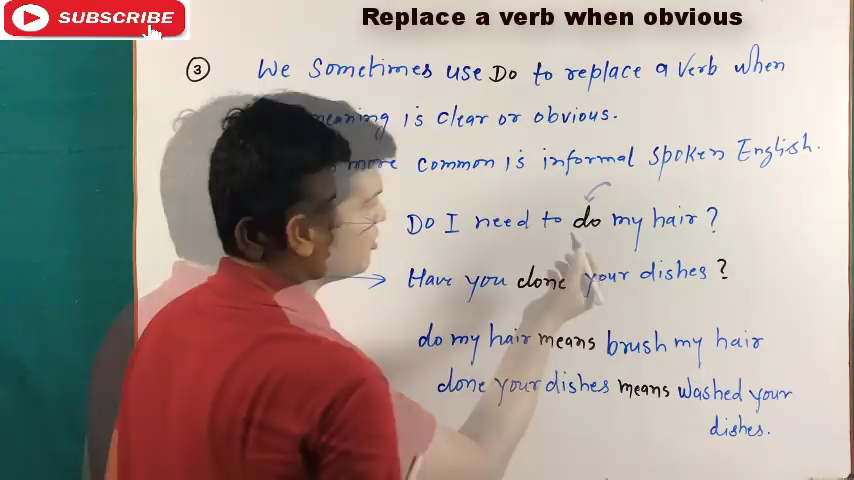 SUBSCRIBE
Replace a verb when obvious
3 We sometimes use Do to replace a verb when
meaning is clear or obvious.
more common is informal spoken English.
Do I need to do my hair?
Have you done your dishes?
do my hair means brush my hair
done your dishes means washed your
dishes.